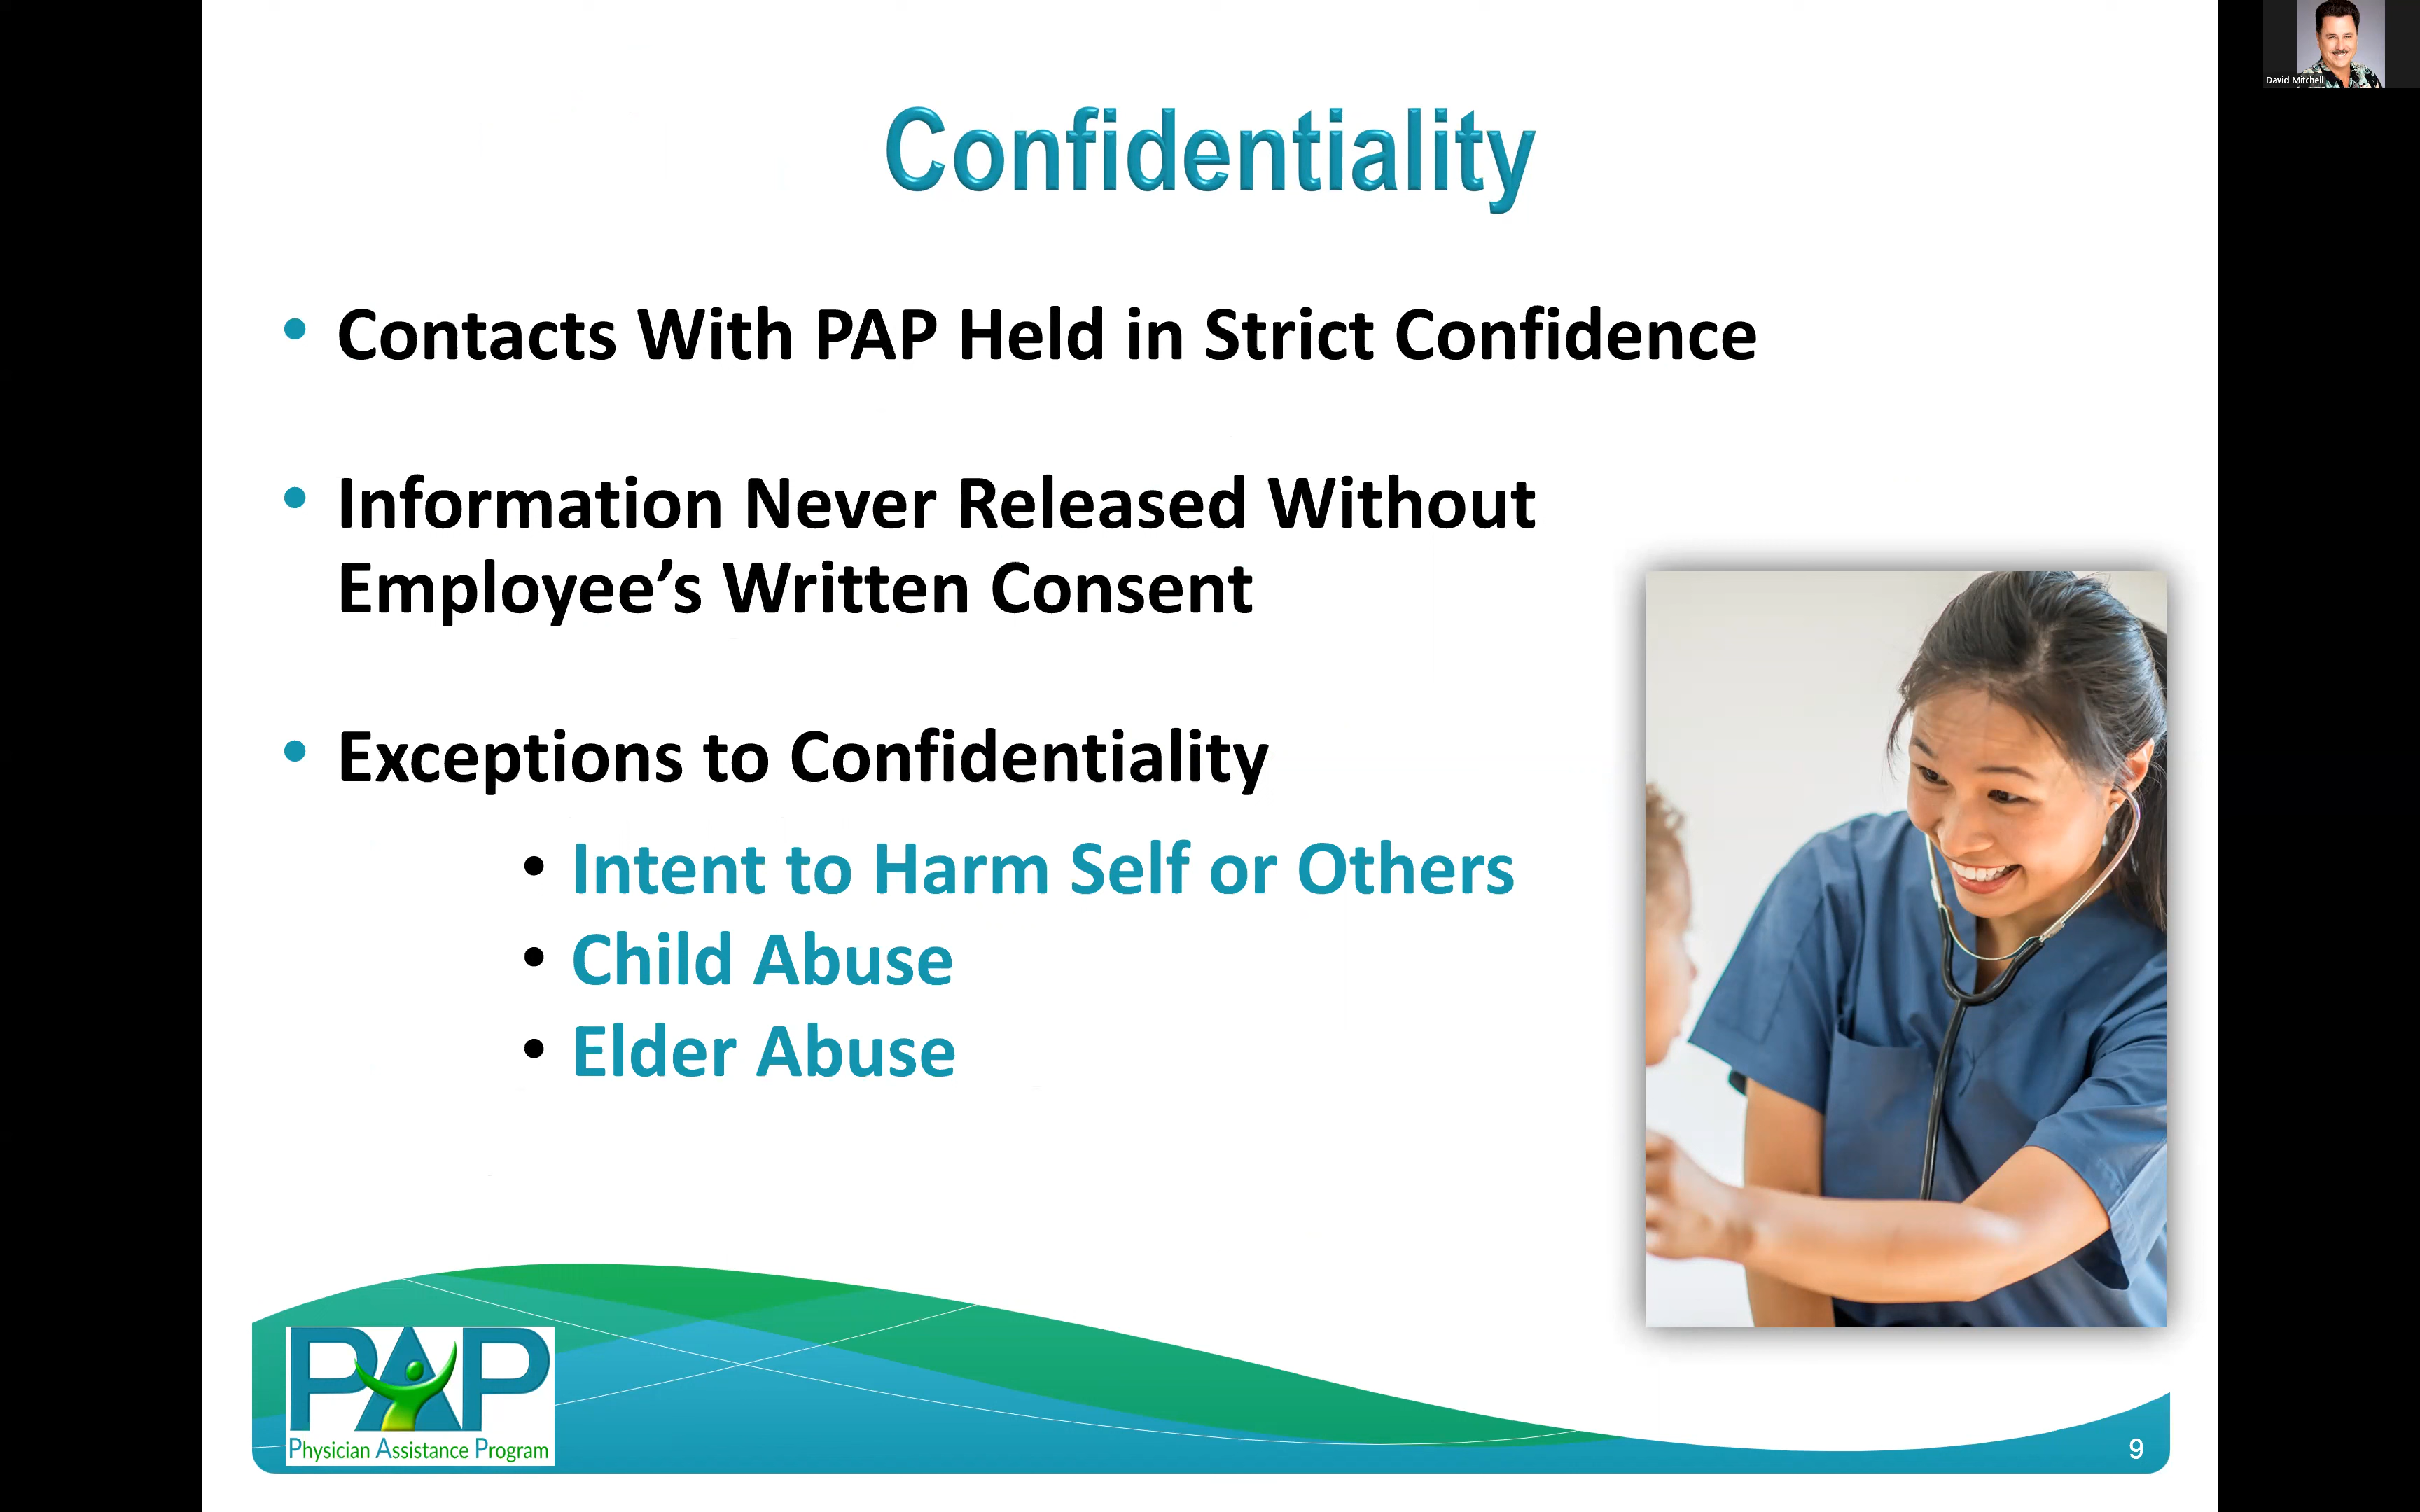 David Mitchell
Confidentiality
• Contacts With PAP Held in Strict Confidence
• Information Never Released Without
Employee’s Written Consent
• Exceptions to Confidentiality
• Intent to Harm Self or Others
• Child Abuse
• Elder Abuse
PAP
Physician Assistance Program
9